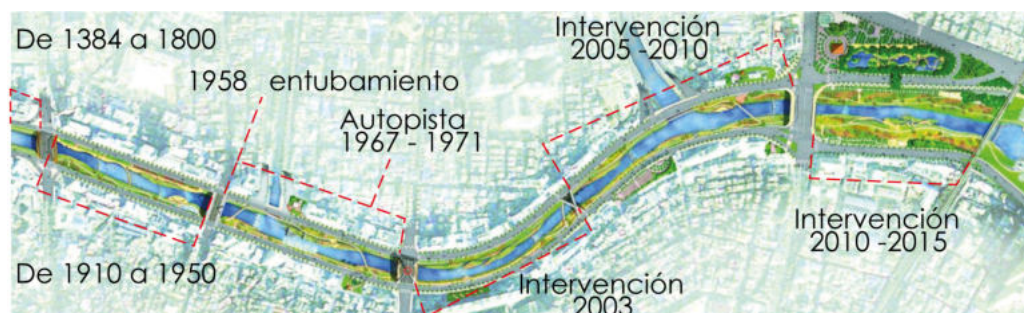 De 1384 a 1800
1958 entubamiento
Autopista
1967 - 1971
Intervención
2005 -2010
De 1910 a 1950
Intervención
2003
Intervención
2010 -2015